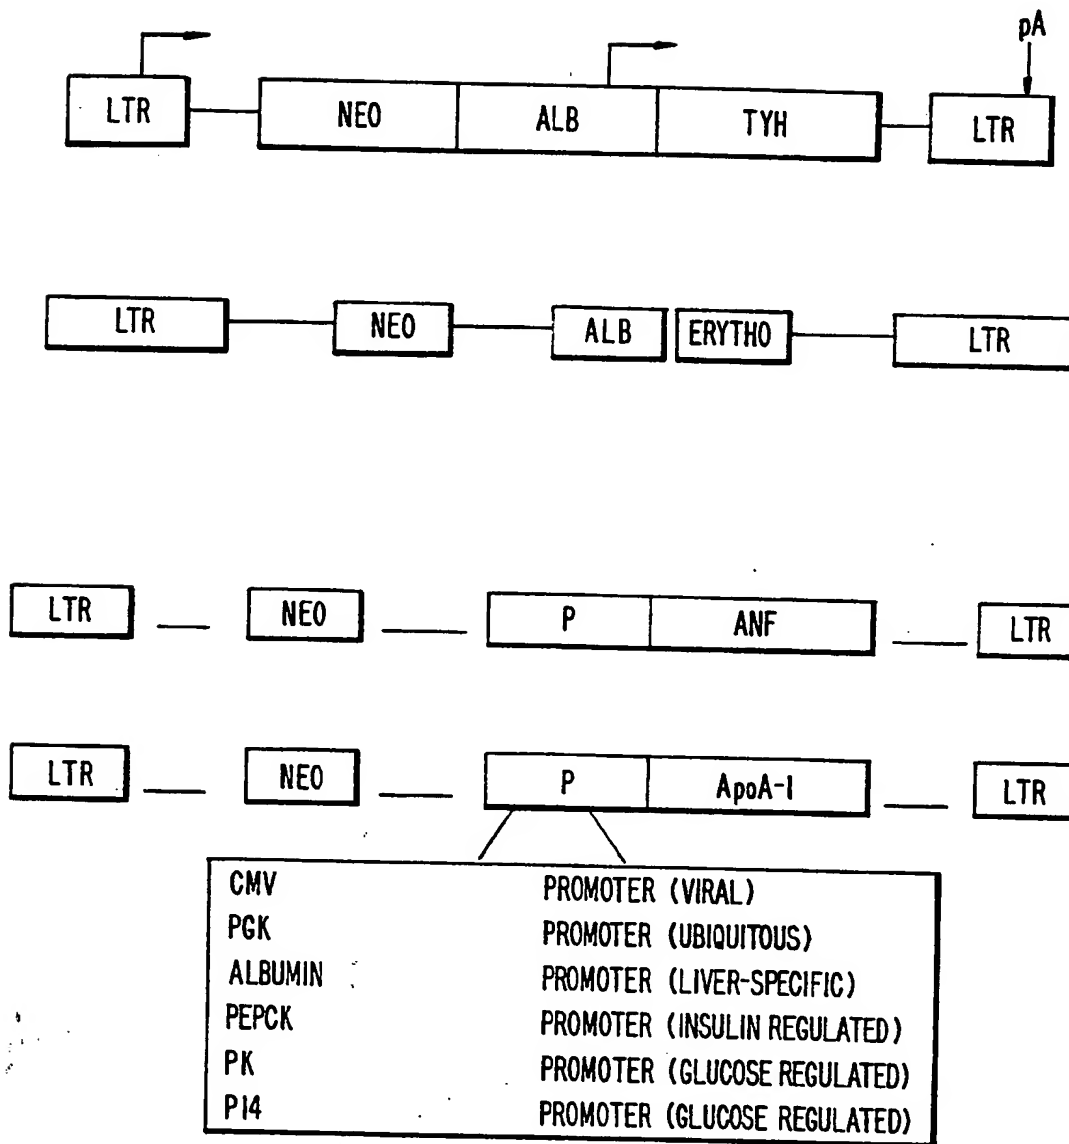 pA
LTR NEO ALB TYH LTR
LTR NEO ALB ERYTHO LTR
LTR NEO P ANF LTR
LTR NEO P ApoA-I LTR
CMV PROMOTER (VIRAL)
PGK PROMOTER (UBIQUITOUS)
ALBUMIN PROMOTER (LIVER-SPECIFIC)
PEPCK PROMOTER (INSULIN REGULATED)
PK PROMOTER (GLUCOSE REGULATED)
P14 PROMOTER (GLUCOSE REGULATED)